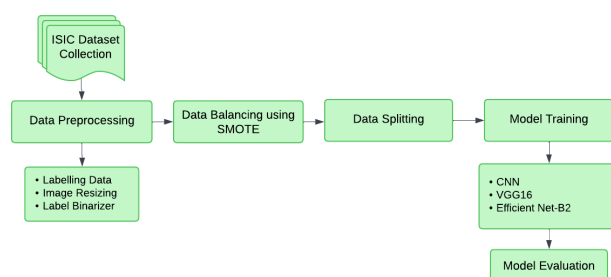 ISIC Dataset
Collection
Data Preprocessing
Data Balancing using
SMOTE
Data Splitting
Model Training
• Labelling Data
• Image Resizing
• Label Binarizer
• CNN
• VGG16
• Efficient Net-B2
Model Evaluation